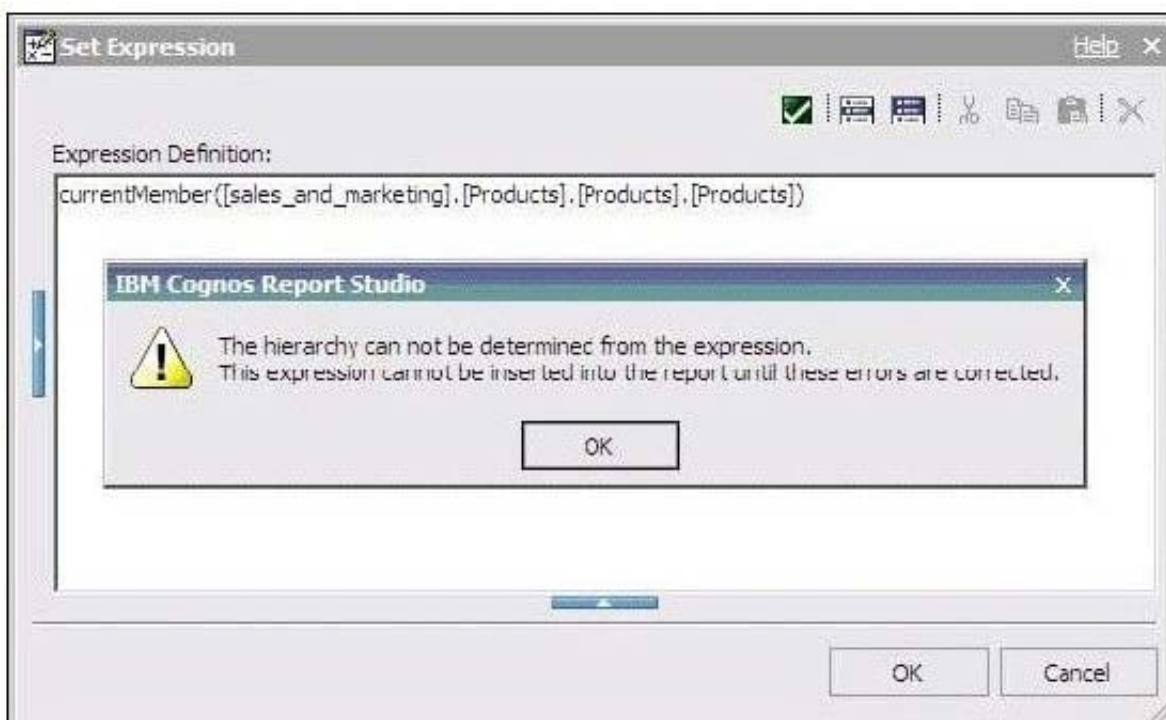 Set Expression
Help
Expression Definition:
currentMember([sales_and_marketing].[Products].[Products].[Products])
IBM Cognos Report Studio
The hierarchy can not be determined from the expression.
This expression cannot be inserted into the report until these errors are corrected.
OK
OK
Cancel